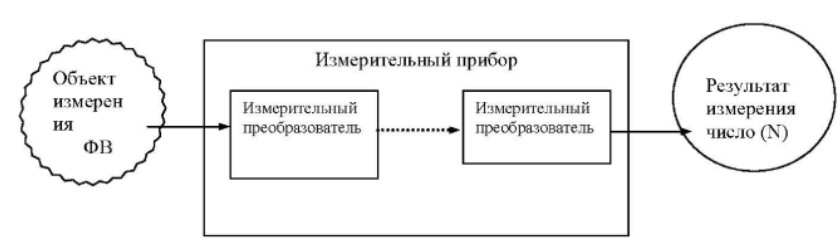 Объект
измерен
ия
ФВ
Измерительный прибор
Измерительный
преобразователь
Измерительный
преобразователь
Результат
измерения
число (N)